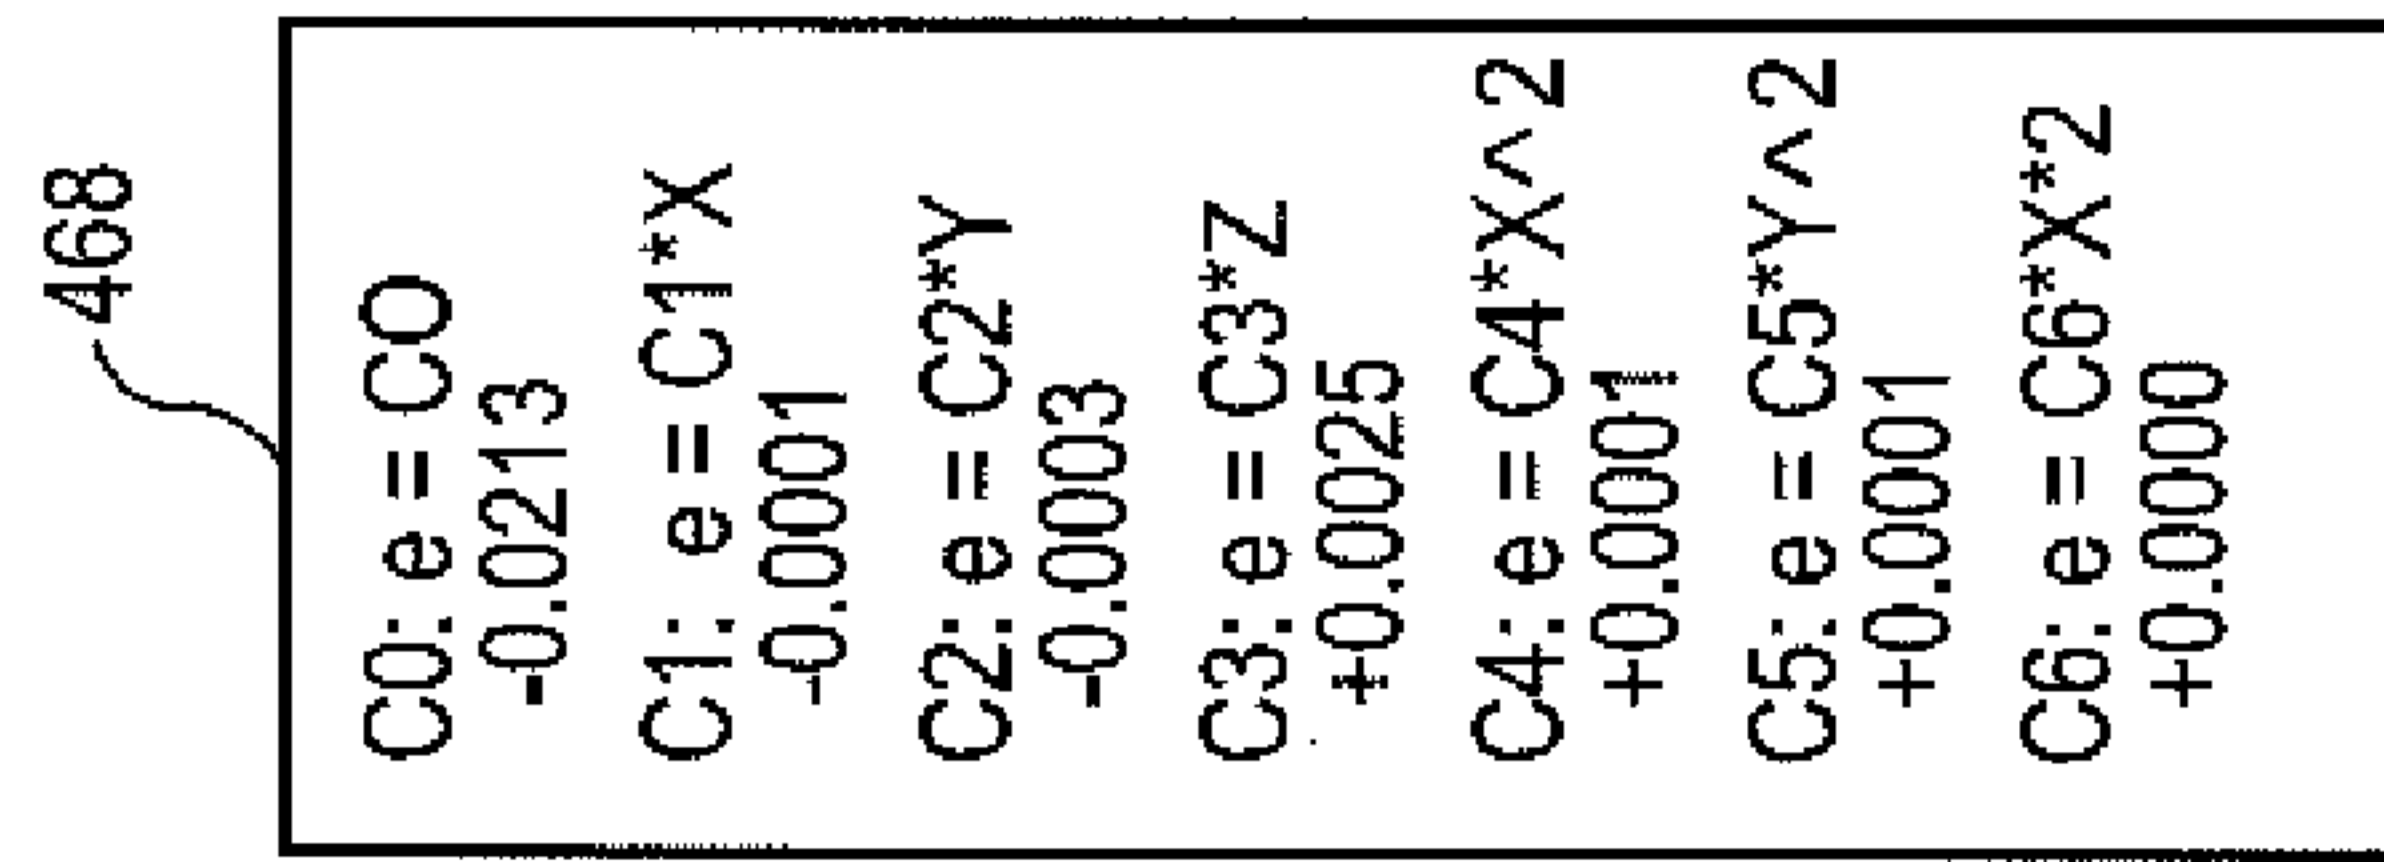 468
C0: e = C0
-0.0213
C1: e = C1*X
-0.0001
C2: e = C2*Y
-0.0003
C3: e = C3*Z
+0.0025
C4: e = C4*X^2
+0.0001
C5: e = C5*Y^2
+0.0001
C6: e = C6*X*2
+0.0000